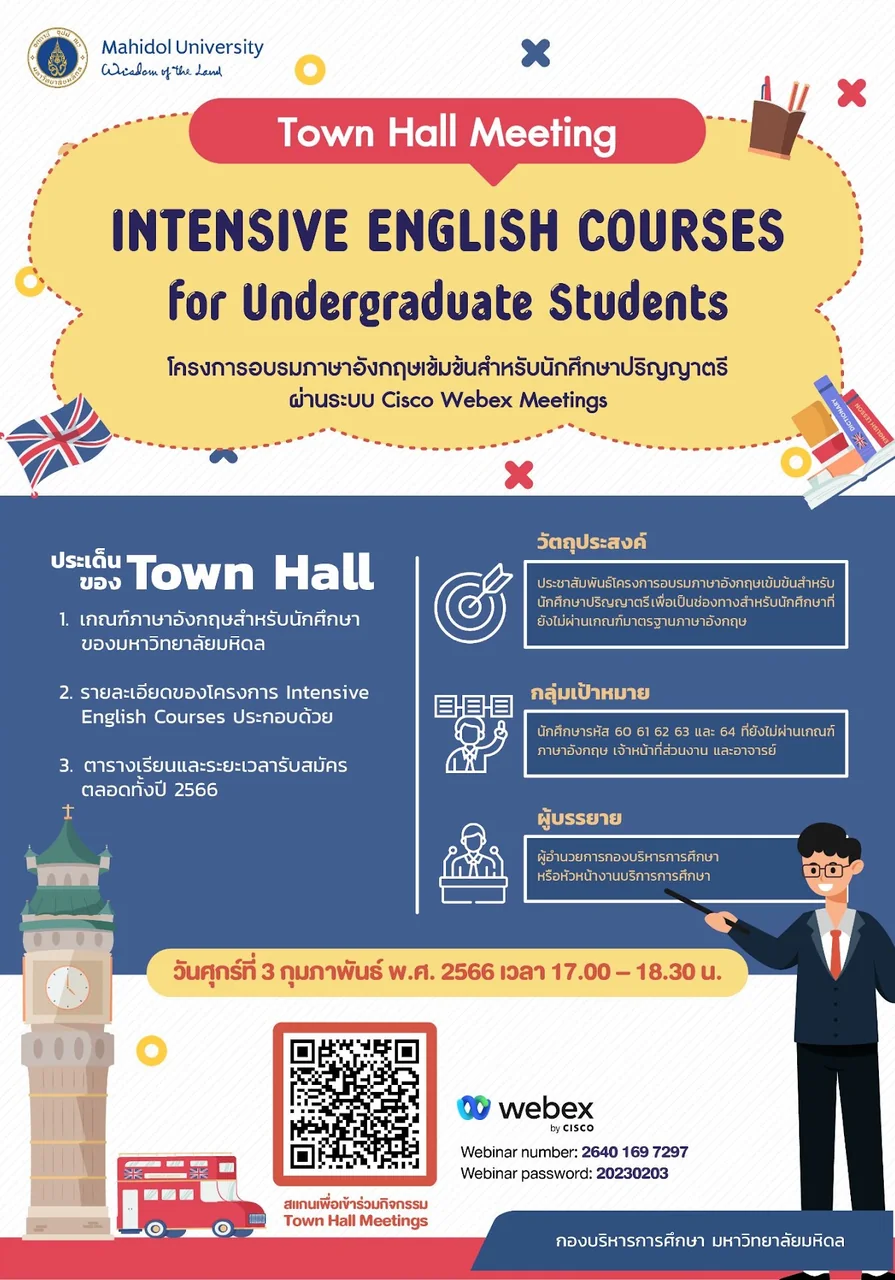 Mahidol University
Wisdom of the Land
Town Hall Meeting
INTENSIVE ENGLISH COURSES
for Undergraduate Students
โครงการอบรมภาษาอังกฤษเข้มข้นสำหรับนักศึกษาปริญญาตรี
ผ่านระบบ Cisco Webex Meetings
DICTIONARY
ENGLISH LESSON
ประเด็น
ของ Town Hall
1. เกณฑ์ภาษาอังกฤษสำหรับนักศึกษา
ของมหาวิทยาลัยมหิดล
2. รายละเอียดของโครงการ Intensive
English Courses ประกอบด้วย
3. ตารางเรียนและระยะเวลารับสมัคร
ตลอดทั้งปี 2566
วัตถุประสงค์
ประชาสัมพันธ์โครงการอบรมภาษาอังกฤษเข้มข้นสำหรับ
นักศึกษาปริญญาตรี เพื่อเป็นช่องทางสำหรับนักศึกษาที่
ยังไม่ผ่านเกณฑ์มาตรฐานภาษาอังกฤษ
กลุ่มเป้าหมาย
นักศึกษารหัส 60 61 62 63 และ 64 ที่ยังไม่ผ่านเกณฑ์
ภาษาอังกฤษ เจ้าหน้าที่ส่วนงาน และอาจารย์
ผู้บรรยาย
ผู้อำนวยการกองบริหารการศึกษา
หรือหัวหน้างานบริการการศึกษา
วันศุกร์ที่ 3 กุมภาพันธ์ พ.ศ. 2566 เวลา 17.00 – 18.30 น.
webex
by CISCO
Webinar number: 2640 169 7297
Webinar password: 20230203
สแกนเพื่อเข้าร่วมกิจกรรม
Town Hall Meetings
กองบริหารการศึกษา มหาวิทยาลัยมหิดล